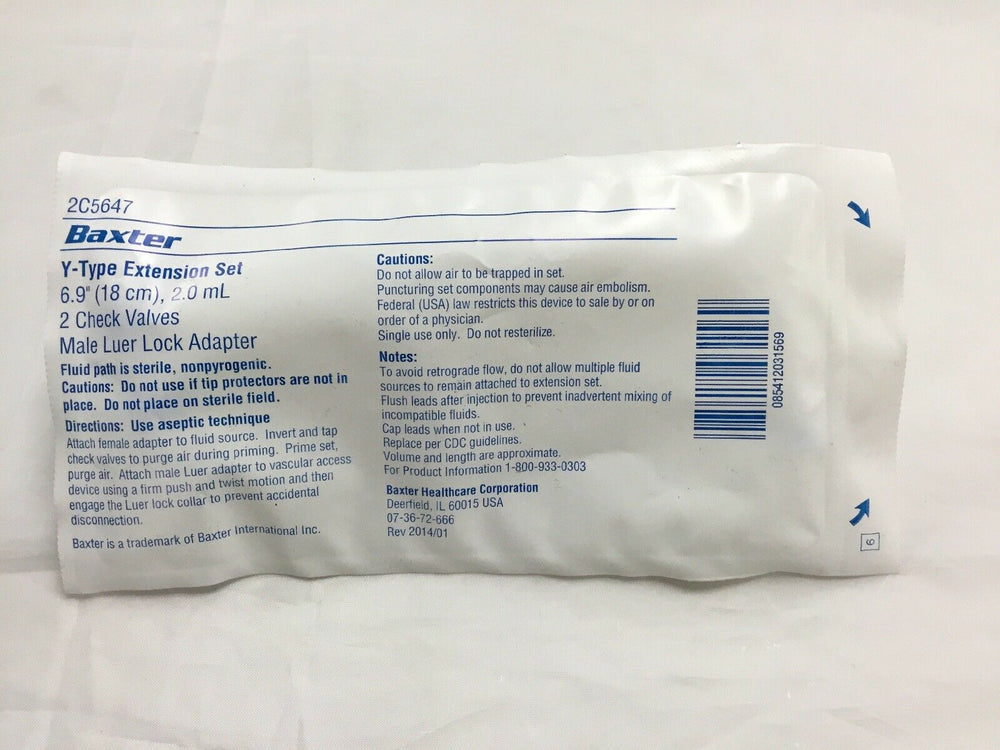 2C5647
Baxter
Y-Type Extension Set
6.9" (18 cm), 2.0 mL
2 Check Valves
Male Luer Lock Adapter
Fluid path is sterile, nonpyrogenic.
Cautions: Do not use if tip protectors are not in
place. Do not place on sterile field.
Directions: Use aseptic technique
Attach female adapter to fluid source. Invert and tap
check valves to purge air during priming. Prime set,
purge air. Attach male Luer adapter to vascular access
device using a firm push and twist motion and then
engage the Luer lock collar to prevent accidental
disconnection.
Baxter is a trademark of Baxter International Inc.
Cautions:
Do not allow air to be trapped in set.
Puncturing set components may cause air embolism.
Federal (USA) law restricts this device to sale by or on
order of a physician.
Single use only. Do not resterilize.
Notes:
To avoid retrograde flow, do not allow multiple fluid
sources to remain attached to extension set.
Flush leads after injection to prevent inadvertent mixing of
incompatible fluids.
Cap leads when not in use.
Replace per CDC guidelines.
Volume and length are approximate.
For Product Information 1-800-933-0303
Baxter Healthcare Corporation
Deerfield, IL 60015 USA
07-36-72-666
Rev 2014/01
085412031569
6